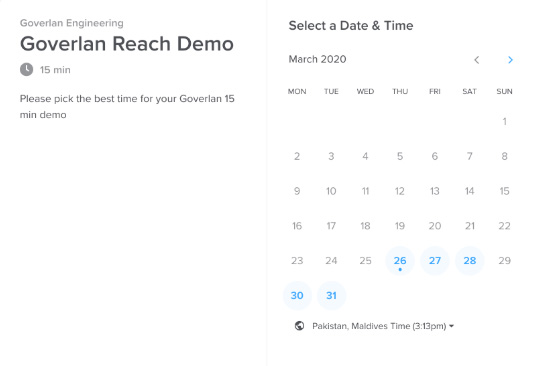 Goverlan Engineering
Goverlan Reach Demo
15 min
Please pick the best time for your Goverlan 15
min demo
Select a Date & Time
March 2020
MON TUE WED THU FRI SAT SUN
1
2 3 4 5 6 7 8
9 10 11 12 13 14 15
16 17 18 19 20 21 22
23 24 25 26 27 28 29
30 31
Pakistan, Maldives Time (3:13pm)